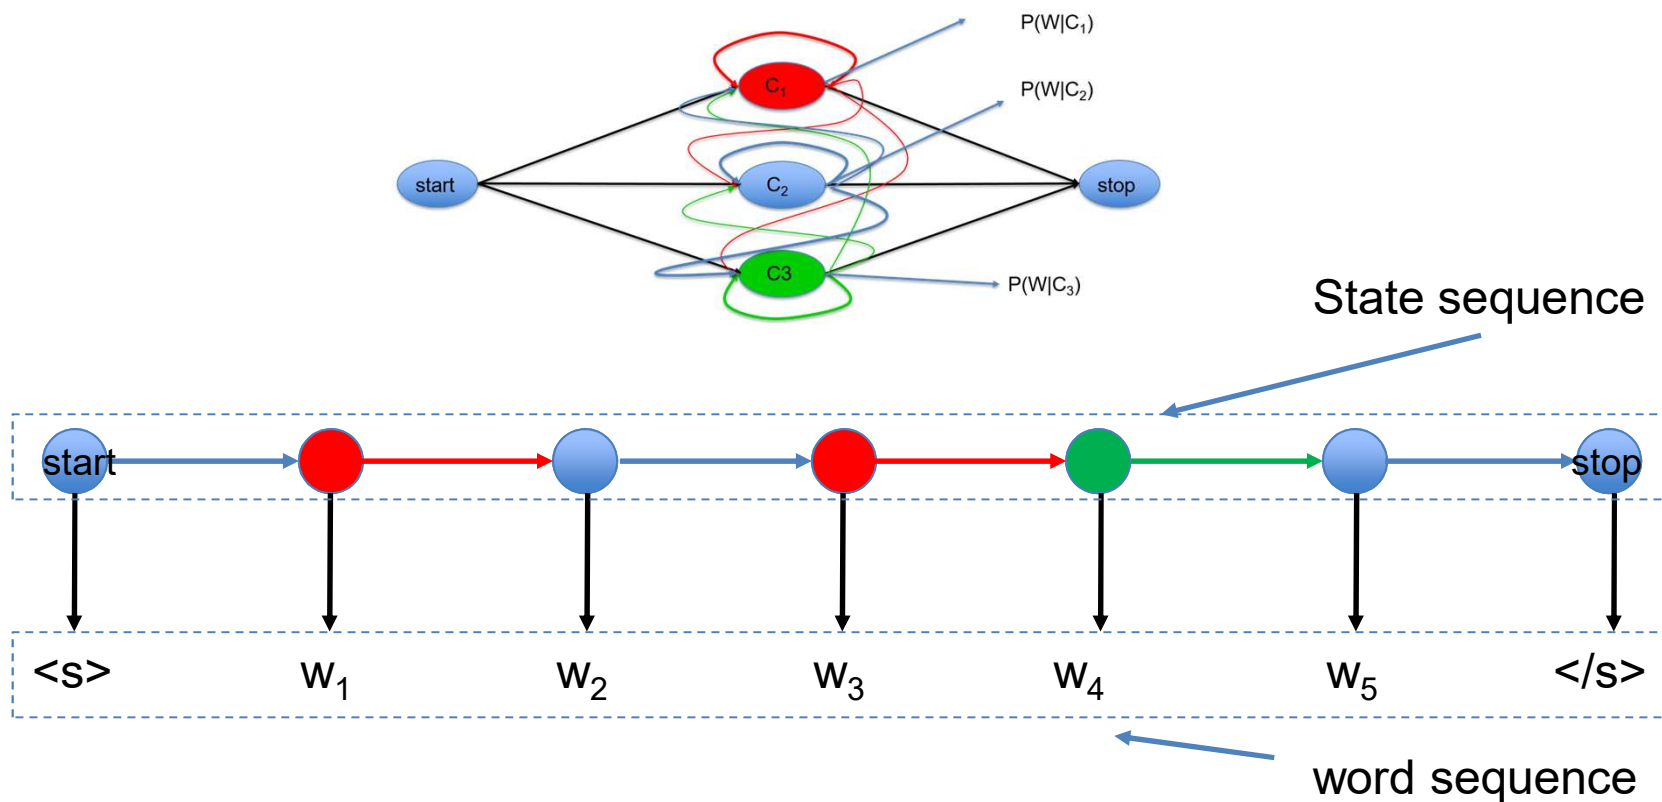 P(W|C₁)
C₁
P(W|C₂)
start
C₂
stop
C3
P(W|C₃)
State sequence
start
stop
<s> w₁ w₂ w₃ w₄ w₅ </s>
word sequence